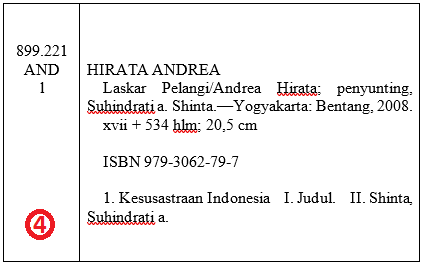 899.221
AND
1
HIRATA ANDREA
Laskar Pelangi/Andrea Hirata; penyunting,
Suhindrati a. Shinta.—Yogyakarta: Bentang, 2008.
xvii + 534 hlm; 20,5 cm
ISBN 979-3062-79-7
1. Kesusastraan Indonesia I. Judul. II. Shinta,
Suhindrati a.
4